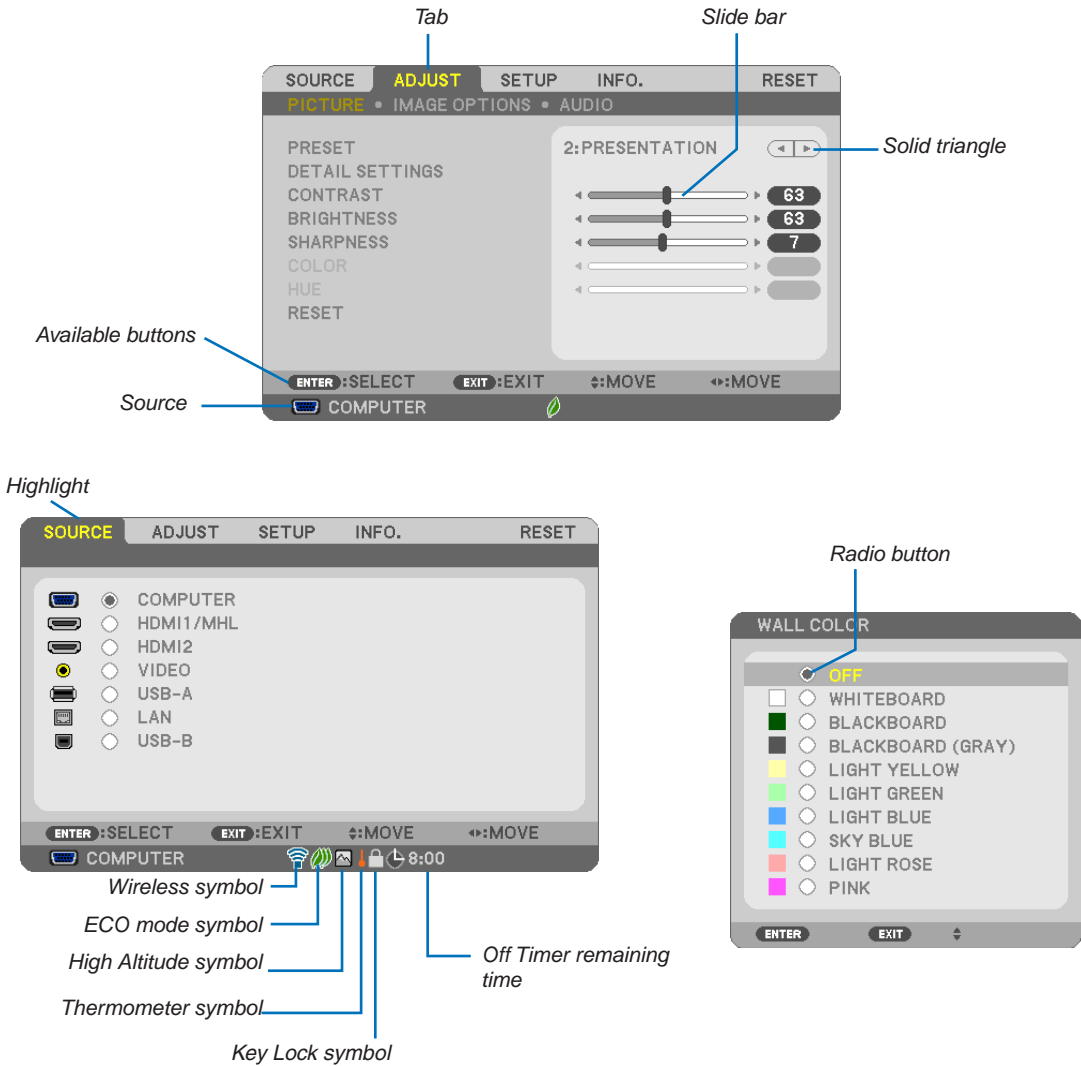 Tab
Slide bar
SOURCE ADJUST SETUP INFO. RESET
PICTURE • IMAGE OPTIONS • AUDIO
PRESET 2:PRESENTATION
Solid triangle
DETAIL SETTINGS
CONTRAST 63
BRIGHTNESS 63
SHARPNESS 7
COLOR
HUE
RESET
Available buttons
ENTER :SELECT EXIT :EXIT :MOVE :MOVE
Source
COMPUTER
Highlight
SOURCE ADJUST SETUP INFO. RESET
COMPUTER
HDMI1/MHL
HDMI2
VIDEO
USB-A
LAN
USB-B
ENTER :SELECT EXIT :EXIT :MOVE :MOVE
COMPUTER 8:00
Wireless symbol
ECO mode symbol
High Altitude symbol
Thermometer symbol
Key Lock symbol
Off Timer remaining
time
Radio button
WALL COLOR
OFF
WHITEBOARD
BLACKBOARD
BLACKBOARD (GRAY)
LIGHT YELLOW
LIGHT GREEN
LIGHT BLUE
SKY BLUE
LIGHT ROSE
PINK
ENTER EXIT